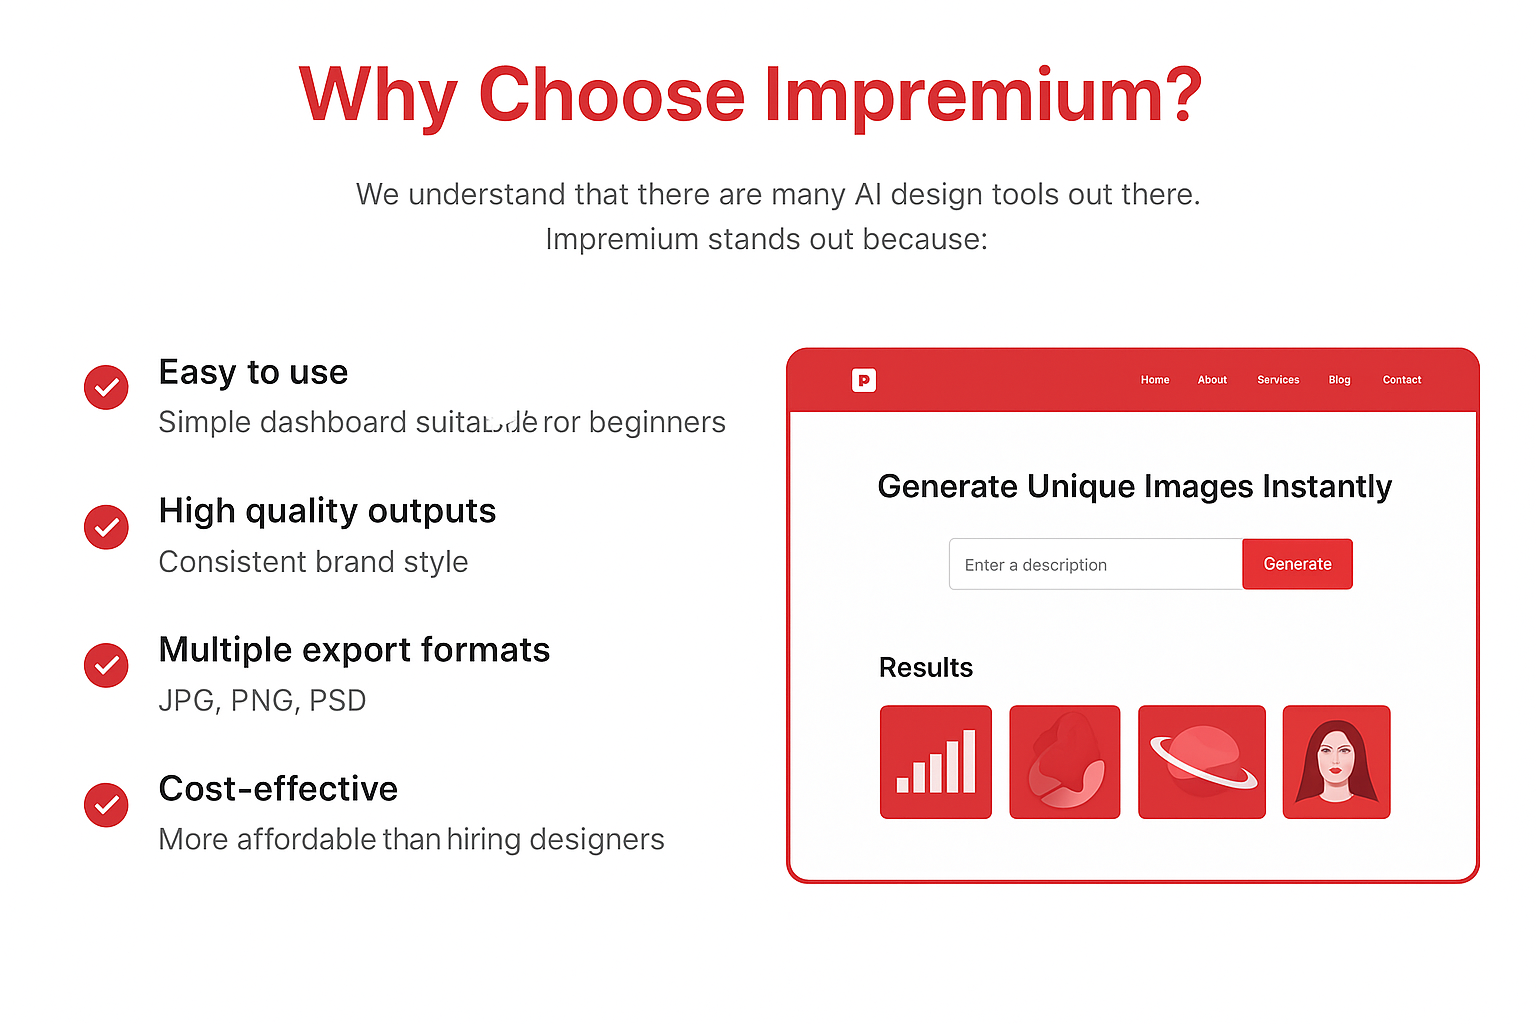 Why Choose Impremium?
We understand that there are many AI design tools out there.
Impremium stands out because:
Easy to use
Simple dashboard ror beginners
High quality outputs
Consistent brand style
Multiple export formats
JPG, PNG, PSD
Cost-effective
More affordable than hiring designers
P
Home About Services Blog Contact
Generate Unique Images Instantly
Enter a description Generate
Results